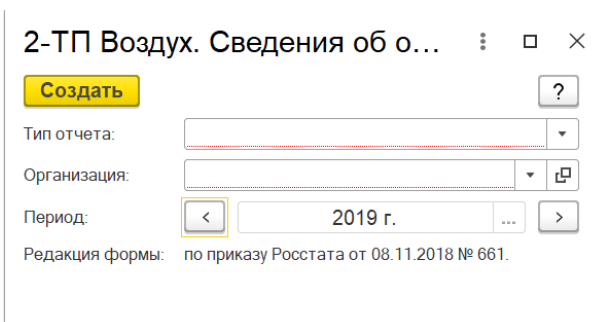 2-ТП Воздух. Сведения об о...
Создать
?
Тип отчета:
Организация:
Период:
<
2019 г.
...
>
Редакция формы: по приказу Росстата от 08.11.2018 № 661.